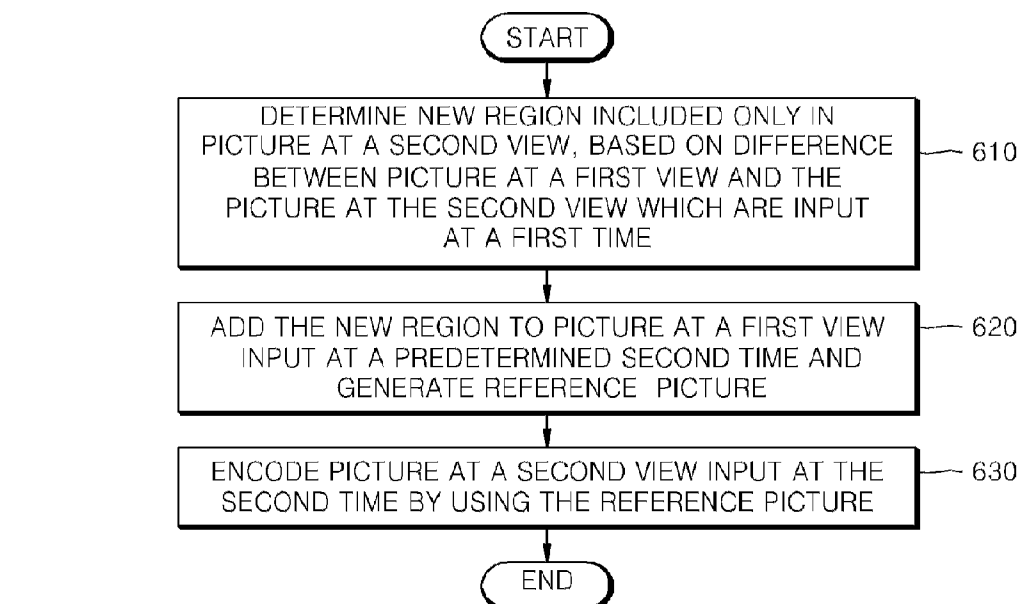 START
DETERMINE NEW REGION INCLUDED ONLY IN
PICTURE AT A SECOND VIEW, BASED ON DIFFERENCE
BETWEEN PICTURE AT A FIRST VIEW AND THE
PICTURE AT THE SECOND VIEW WHICH ARE INPUT
AT A FIRST TIME
610
ADD THE NEW REGION TO PICTURE AT A FIRST VIEW
INPUT AT A PREDETERMINED SECOND TIME AND
GENERATE REFERENCE PICTURE
620
ENCODE PICTURE AT A SECOND VIEW INPUT AT THE
SECOND TIME BY USING THE REFERENCE PICTURE
630
END